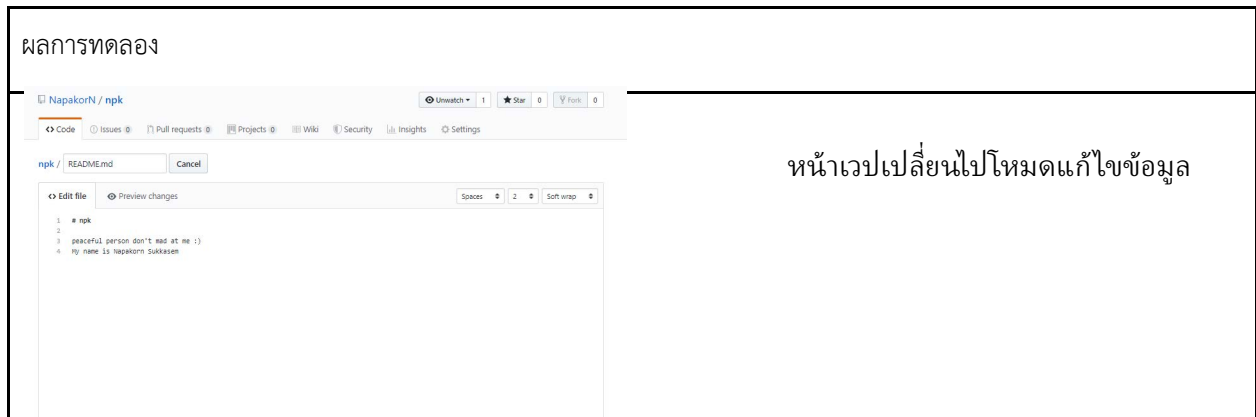 ผลการทดลอง
NapakorN / npk
Unwatch 1 Star 0 Fork 0
Code Issues 0 Pull requests 0 Projects 0 Wiki Security Insights Settings
npk / README.md Cancel
Edit file Preview changes Spaces 2 Soft wrap
1 # npk
2
3 peaceful person don't mad at me :)
4 My name is Napakorn Sukkasem
หน้าเวปเปลี่ยนไปโหมดแก้ไขข้อมูล